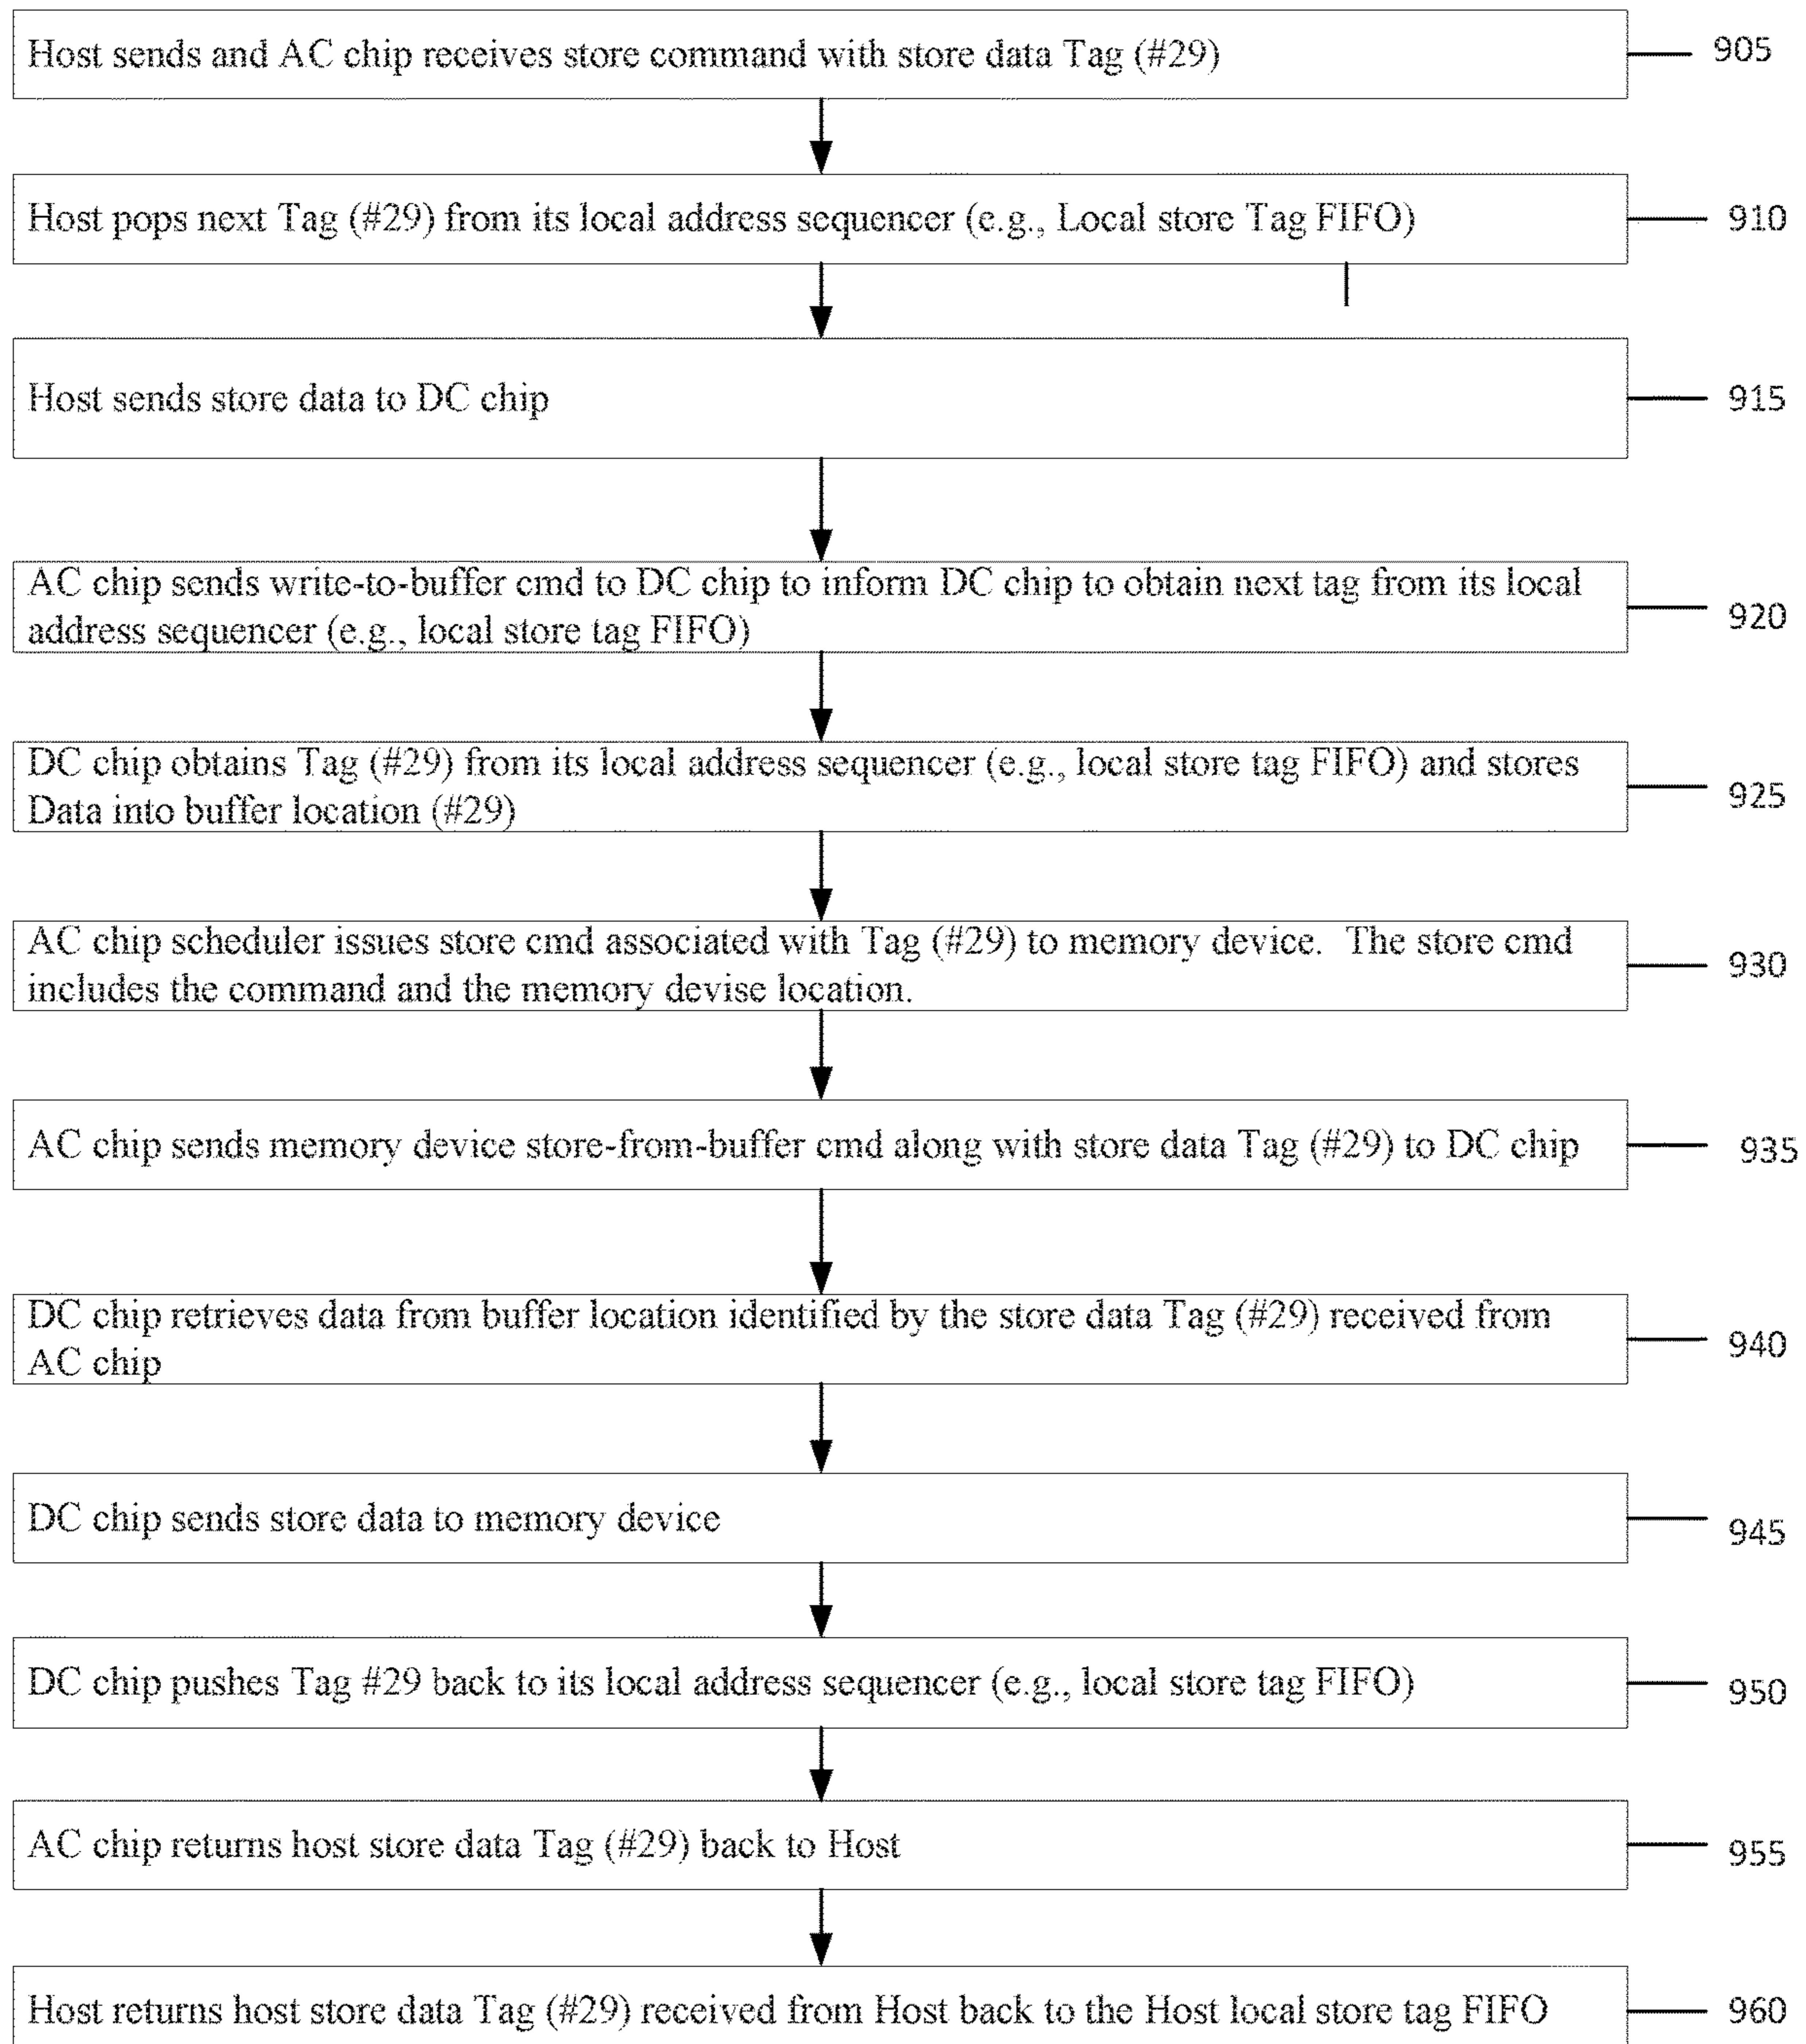 Host sends and AC chip receives store command with store data Tag (#29)
905
Host pops next Tag (#29) from its local address sequencer (e.g., Local store Tag FIFO)
910
Host sends store data to DC chip
915
AC chip sends write-to-buffer cmd to DC chip to inform DC chip to obtain next tag from its local
address sequencer (e.g., local store tag FIFO)
920
DC chip obtains Tag (#29) from its local address sequencer (e.g., local store tag FIFO) and stores
Data into buffer location (#29)
925
AC chip scheduler issues store cmd associated with Tag (#29) to memory device.  The store cmd
includes the command and the memory devise location.
930
AC chip sends memory device store-from-buffer cmd along with store data Tag (#29) to DC chip
935
DC chip retrieves data from buffer location identified by the store data Tag (#29) received from
AC chip
940
DC chip sends store data to memory device
945
DC chip pushes Tag #29 back to its local address sequencer (e.g., local store tag FIFO)
950
AC chip returns host store data Tag (#29) back to Host
955
Host returns host store data Tag (#29) received from Host back to the Host local store tag FIFO
960